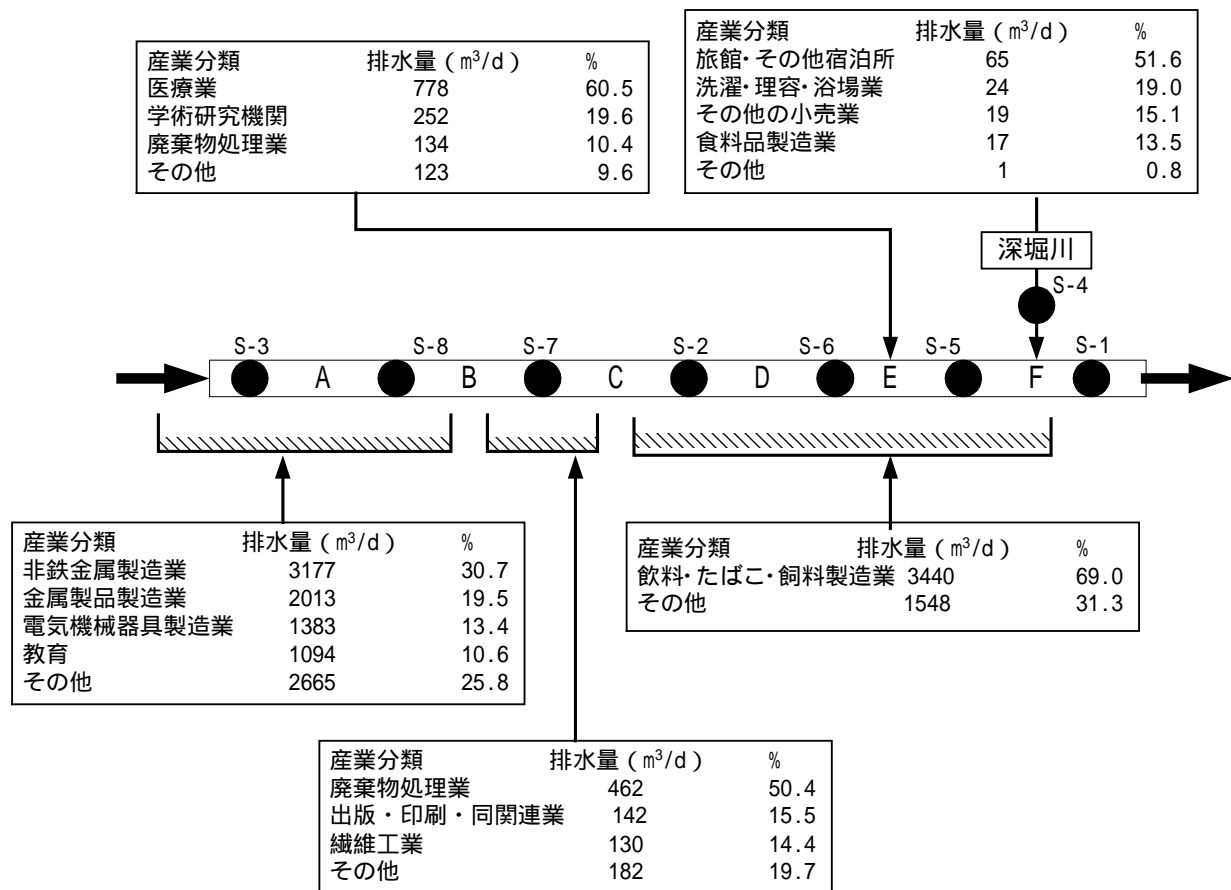 産業分類 排水量（m³/d） %
医療業 778 60.5
学術研究機関 252 19.6
廃棄物処理業 134 10.4
その他 123 9.6
産業分類 排水量（m³/d） %
旅館・その他宿泊所 65 51.6
洗濯・理容・浴場業 24 19.0
その他の小売業 19 15.1
食料品製造業 17 13.5
その他 1 0.8
深堀川
S-4
S-3 S-8 S-7 S-2 S-6 S-5 S-1
A B C D E F
産業分類 排水量（m³/d） %
非鉄金属製造業 3177 30.7
金属製品製造業 2013 19.5
電気機械器具製造業 1383 13.4
教育 1094 10.6
その他 2665 25.8
産業分類 排水量（m³/d） %
飲料・たばこ・飼料製造業 3440 69.0
その他 1548 31.3
産業分類 排水量（m³/d） %
廃棄物処理業 462 50.4
出版・印刷・同関連業 142 15.5
繊維工業 130 14.4
その他 182 19.7